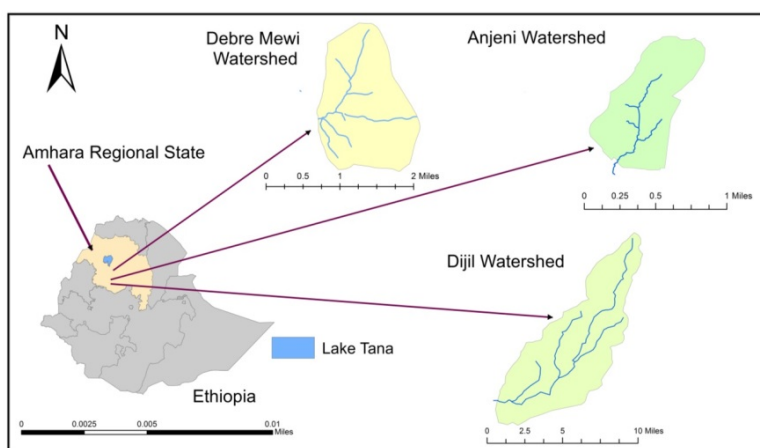 N
Debre Mewi
Watershed
Anjeni Watershed
Amhara Regional State
0 0.5 1 2 Miles
0 0.25 0.5 1 Miles
Dijil Watershed
Lake Tana
Ethiopia
0 0.0025 0.005 0.01
Miles
0 2.5 5 10 Miles